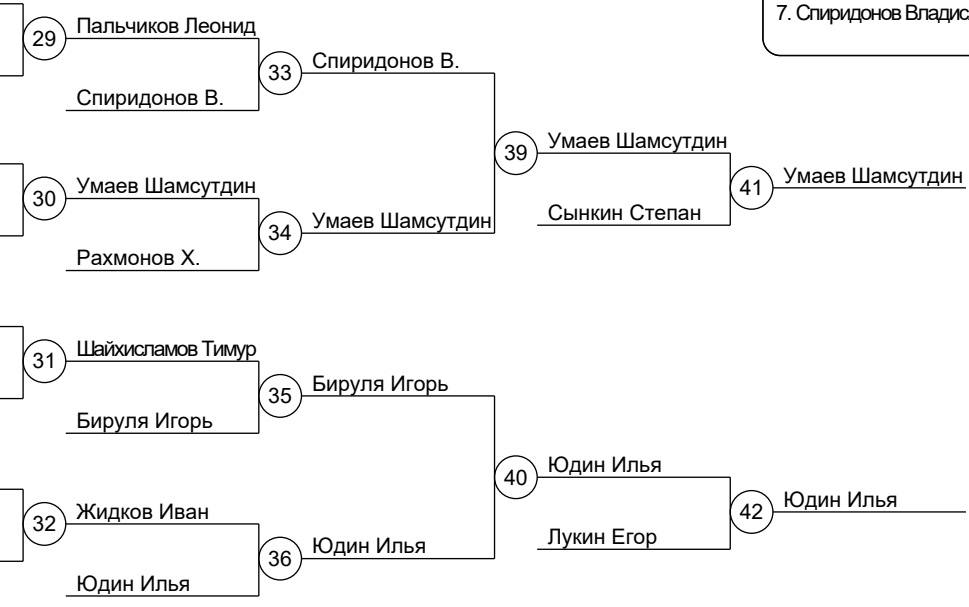 7. Спиридонов Владис
29
Пальчиков Леонид
33
Спиридонов В.
Спиридонов В.
39
Умаев Шамсутдин
41
Умаев Шамсутдин
30
Умаев Шамсутдин
34
Умаев Шамсутдин
Сынкин Степан
Рахмонов Х.
31
Шайхисламов Тимур
35
Бируля Игорь
Бируля Игорь
40
Юдин Илья
42
Юдин Илья
32
Жидков Иван
36
Юдин Илья
Лукин Егор
Юдин Илья